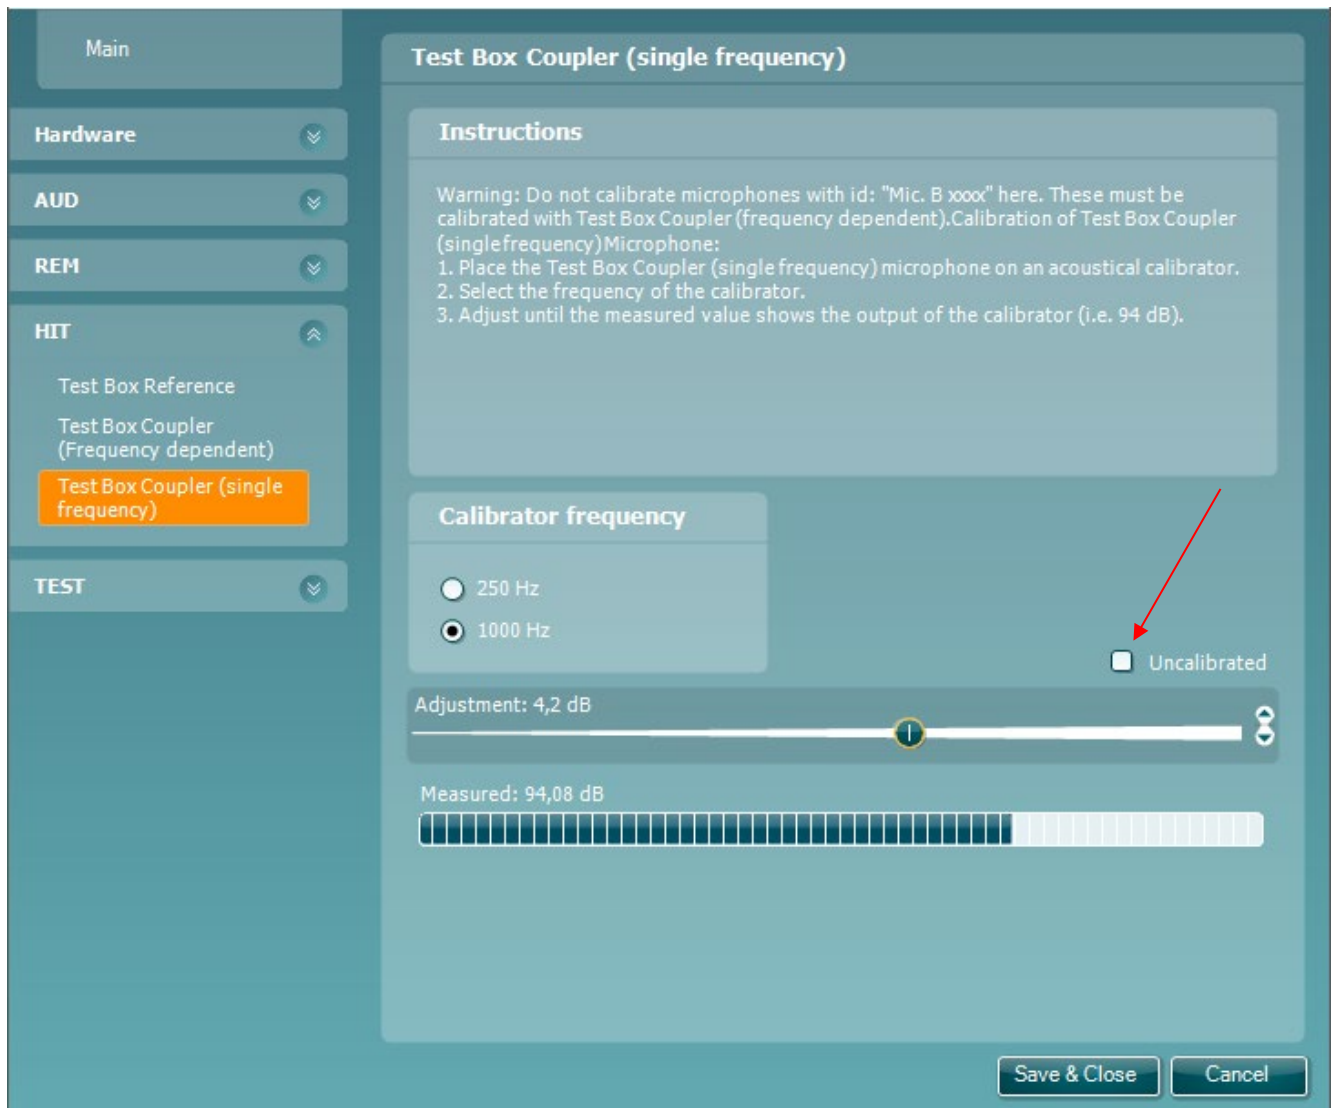 Main
Hardware
AUD
REM
HIT
Test Box Reference
Test Box Coupler
(Frequency dependent)
Test Box Coupler (single
frequency)
TEST
Test Box Coupler (single frequency)
Instructions
Warning: Do not calibrate microphones with id: "Mic. B xxxx" here. These must be
calibrated with Test Box Coupler (frequency dependent).Calibration of Test Box Coupler
(single frequency) Microphone:
1. Place the Test Box Coupler (single frequency) microphone on an acoustical calibrator.
2. Select the frequency of the calibrator.
3. Adjust until the measured value shows the output of the calibrator (i.e. 94 dB).
Calibrator frequency
250 Hz
1000 Hz
Uncalibrated
Adjustment: 4,2 dB
Measured: 94,08 dB
Save & Close
Cancel